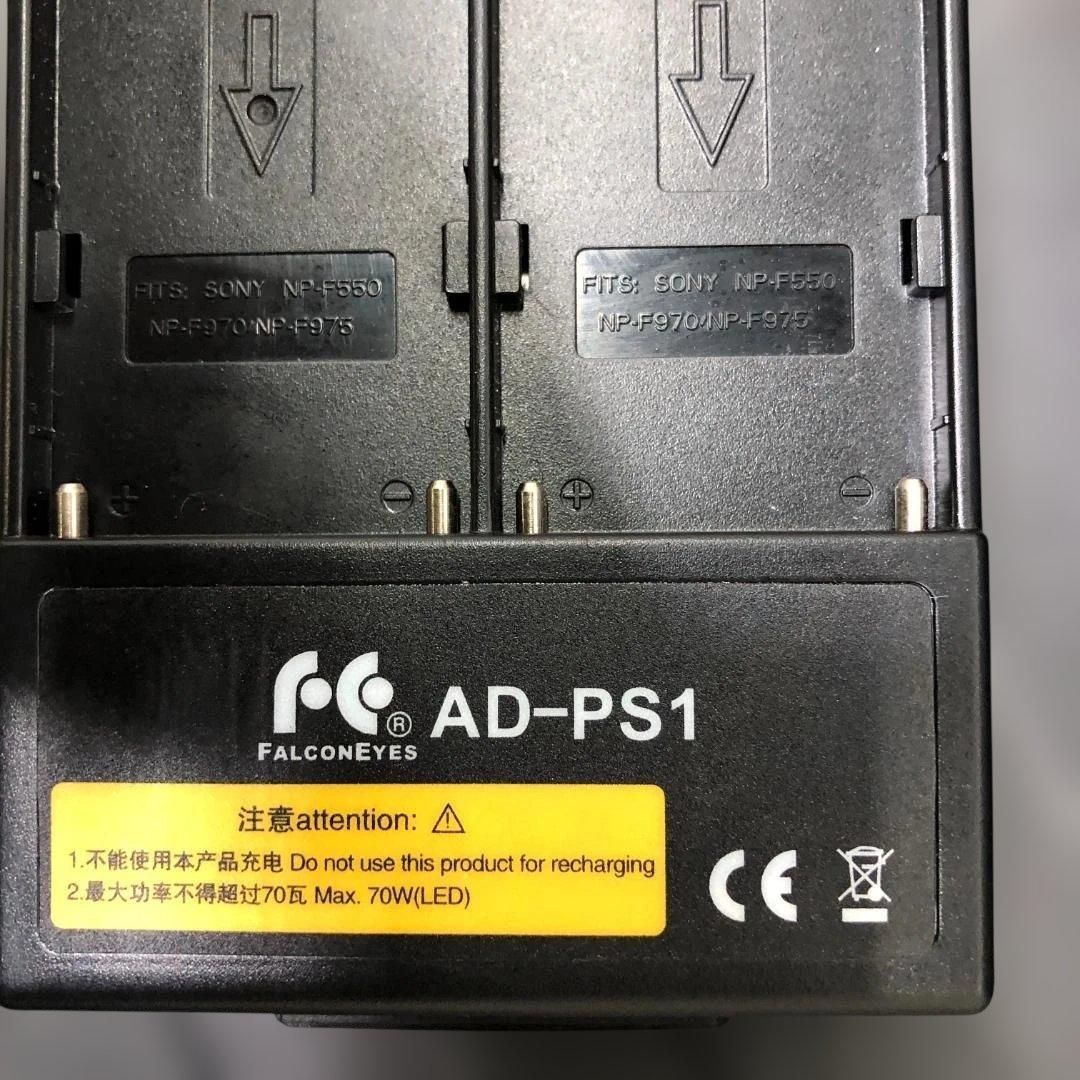 FITS: SONY NP-F550
NP-F970/NP-F975
FITS: SONY NP-F550
NP-F970/NP-F975
+ -
+ -
FC® AD-PS1
FALCONEYES
注意attention: ⚠
1.不能使用本产品充电 Do not use this product for recharging
2.最大功率不得超过70瓦 Max. 70W(LED)
CE